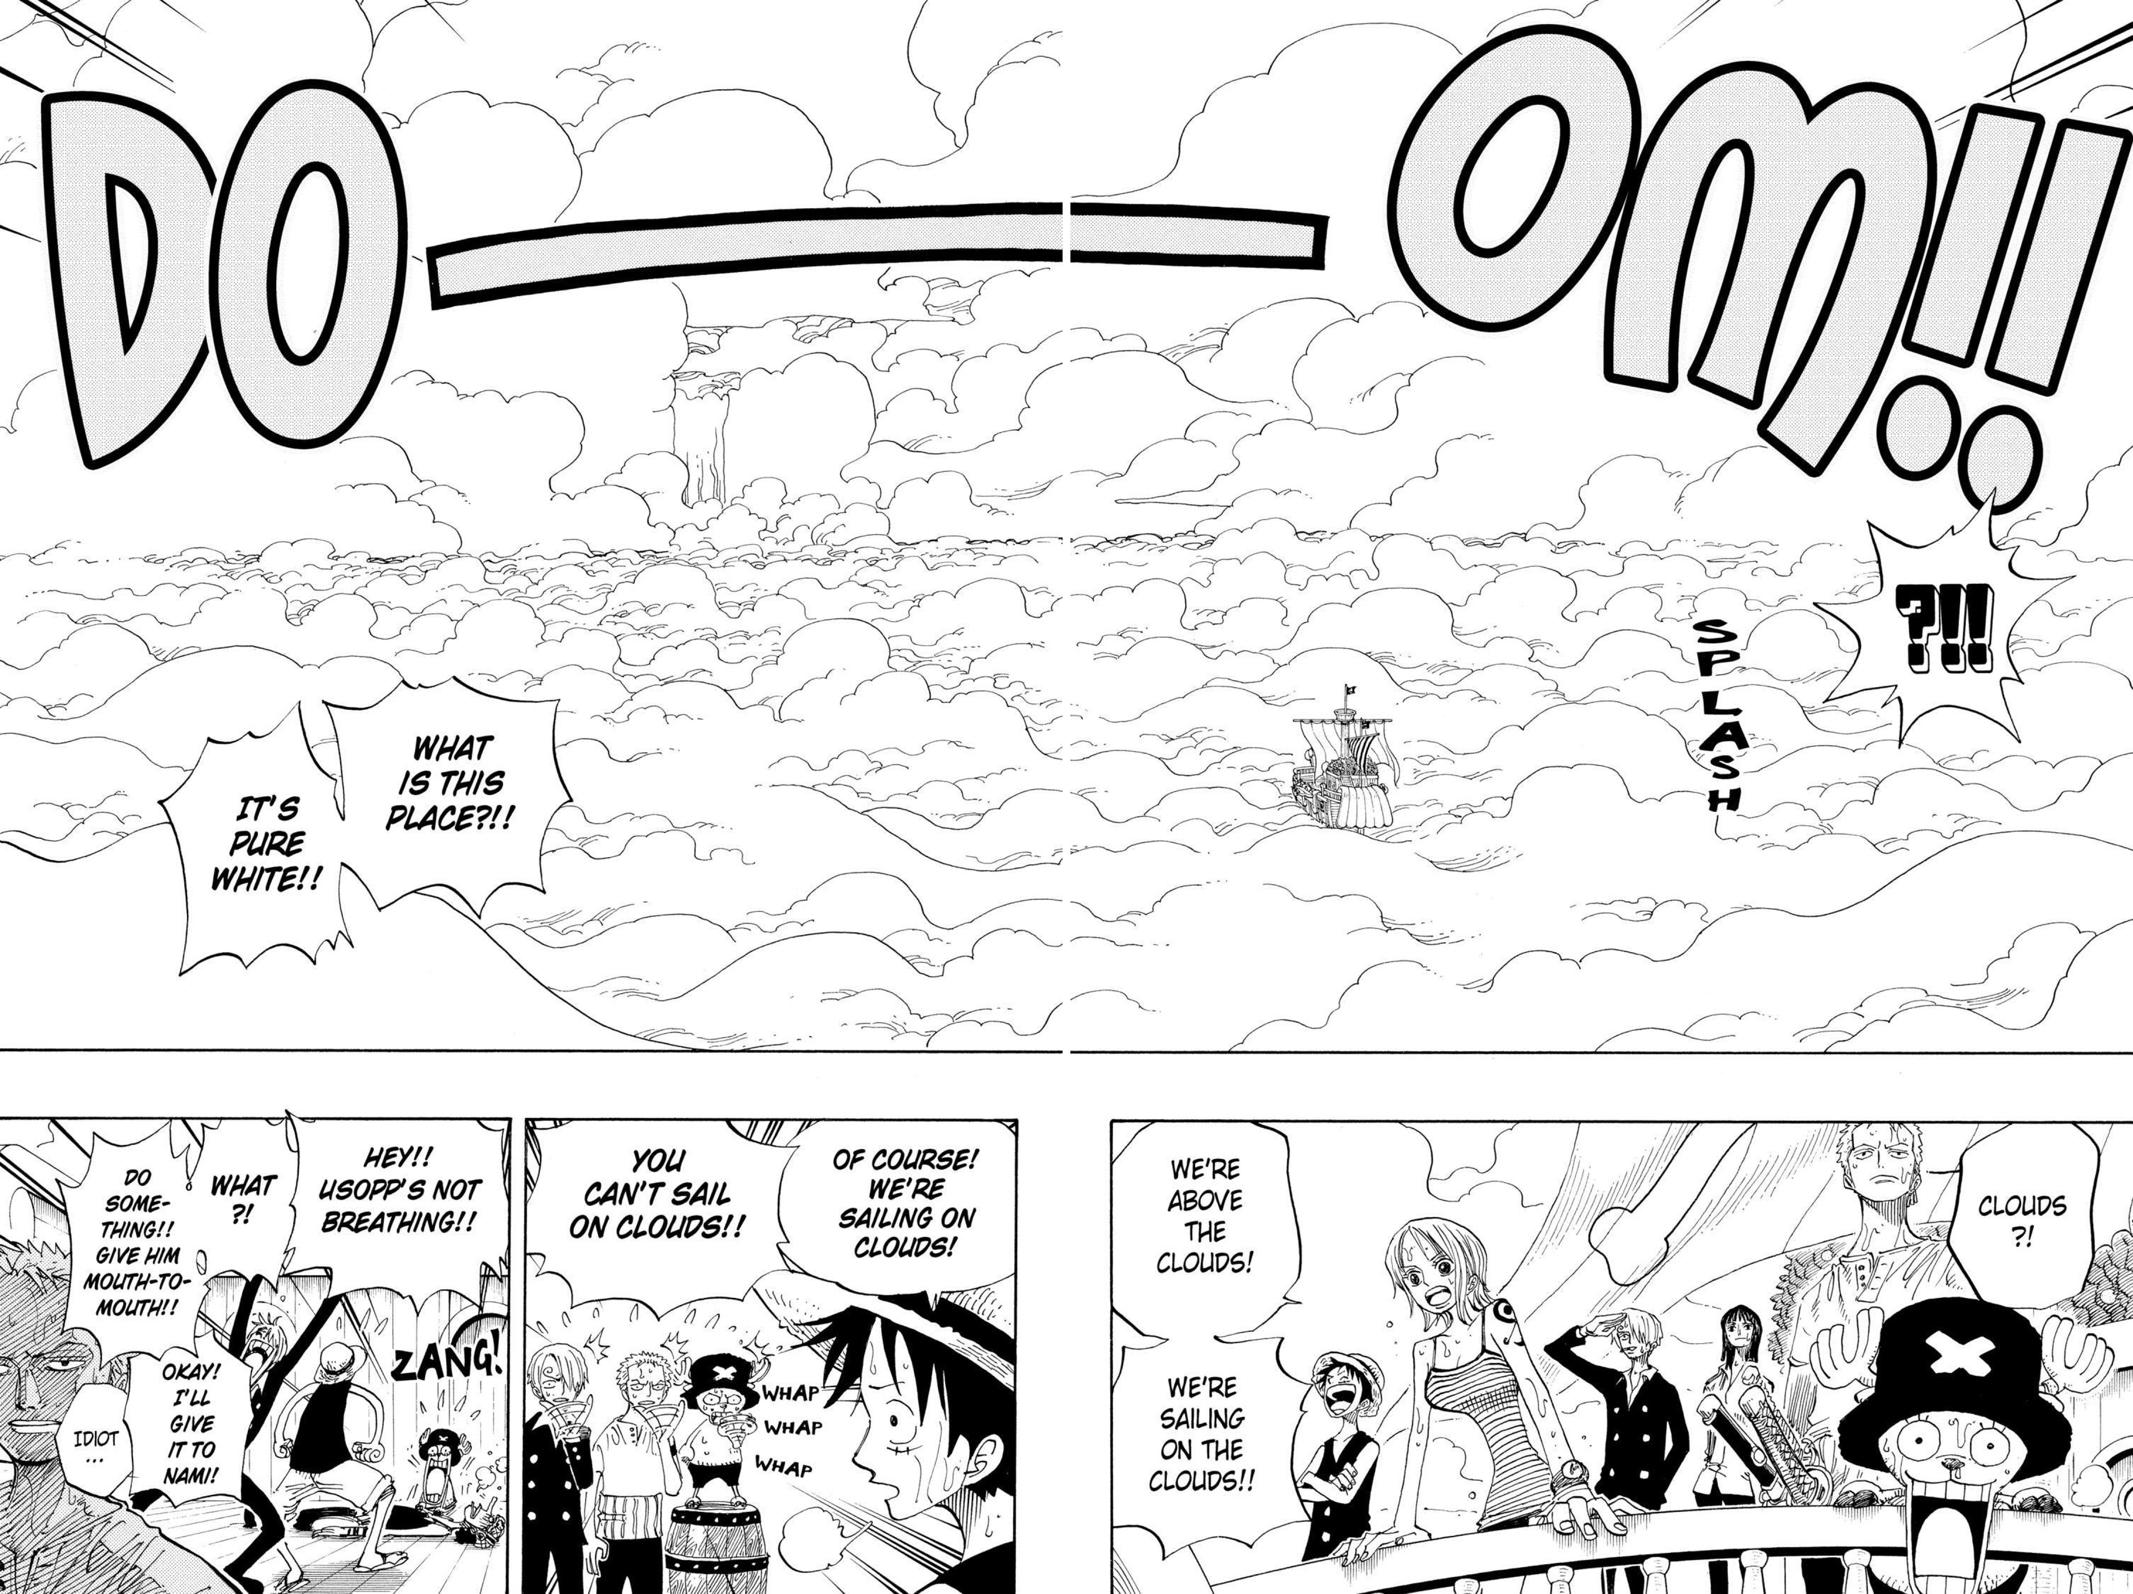 DO—OM!!
?!!
SPLASH
WHAT
IS THIS
PLACE?!!
IT'S
PURE
WHITE!!
CLOUDS
?!
WE'RE
ABOVE
THE
CLOUDS!
WE'RE
SAILING
ON THE
CLOUDS!!
OF COURSE!
WE'RE
SAILING ON
CLOUDS!
YOU
CAN'T SAIL
ON CLOUDS!!
WHAP
WHAP
WHAP
HEY!!
USOPP'S NOT
BREATHING!!
WHAT
?!
DO
SOME-
THING!!
GIVE HIM
MOUTH-TO-
MOUTH!!
ZANG!
OKAY!
I'LL
GIVE
IT TO
NAMI!
IDIOT
...